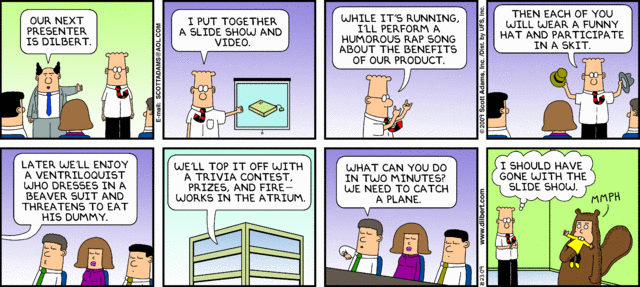 OUR NEXT
PRESENTER
IS DILBERT.
E-mail: SCOTTADAMS@AOL.COM
I PUT TOGETHER
A SLIDE SHOW AND
VIDEO.
WHILE IT'S RUNNING,
I'LL PERFORM A
HUMOROUS RAP SONG
ABOUT THE BENEFITS
OF OUR PRODUCT.
©2009 Scott Adams, Inc./Dist. by UFS, Inc.
THEN EACH OF YOU
WILL WEAR A FUNNY
HAT AND PARTICIPATE
IN A SKIT.
LATER WE'LL ENJOY
A VENTRILOQUIST
WHO DRESSES IN A
BEAVER SUIT AND
THREATENS TO EAT
HIS DUMMY.
WE'LL TOP IT OFF WITH
A TRIVIA CONTEST,
PRIZES, AND FIRE-
WORKS IN THE ATRIUM.
WHAT CAN YOU DO
IN TWO MINUTES?
WE NEED TO CATCH
A PLANE.
www.dilbert.com
8-23-09
I SHOULD HAVE
GONE WITH THE
SLIDE SHOW.
MMPH